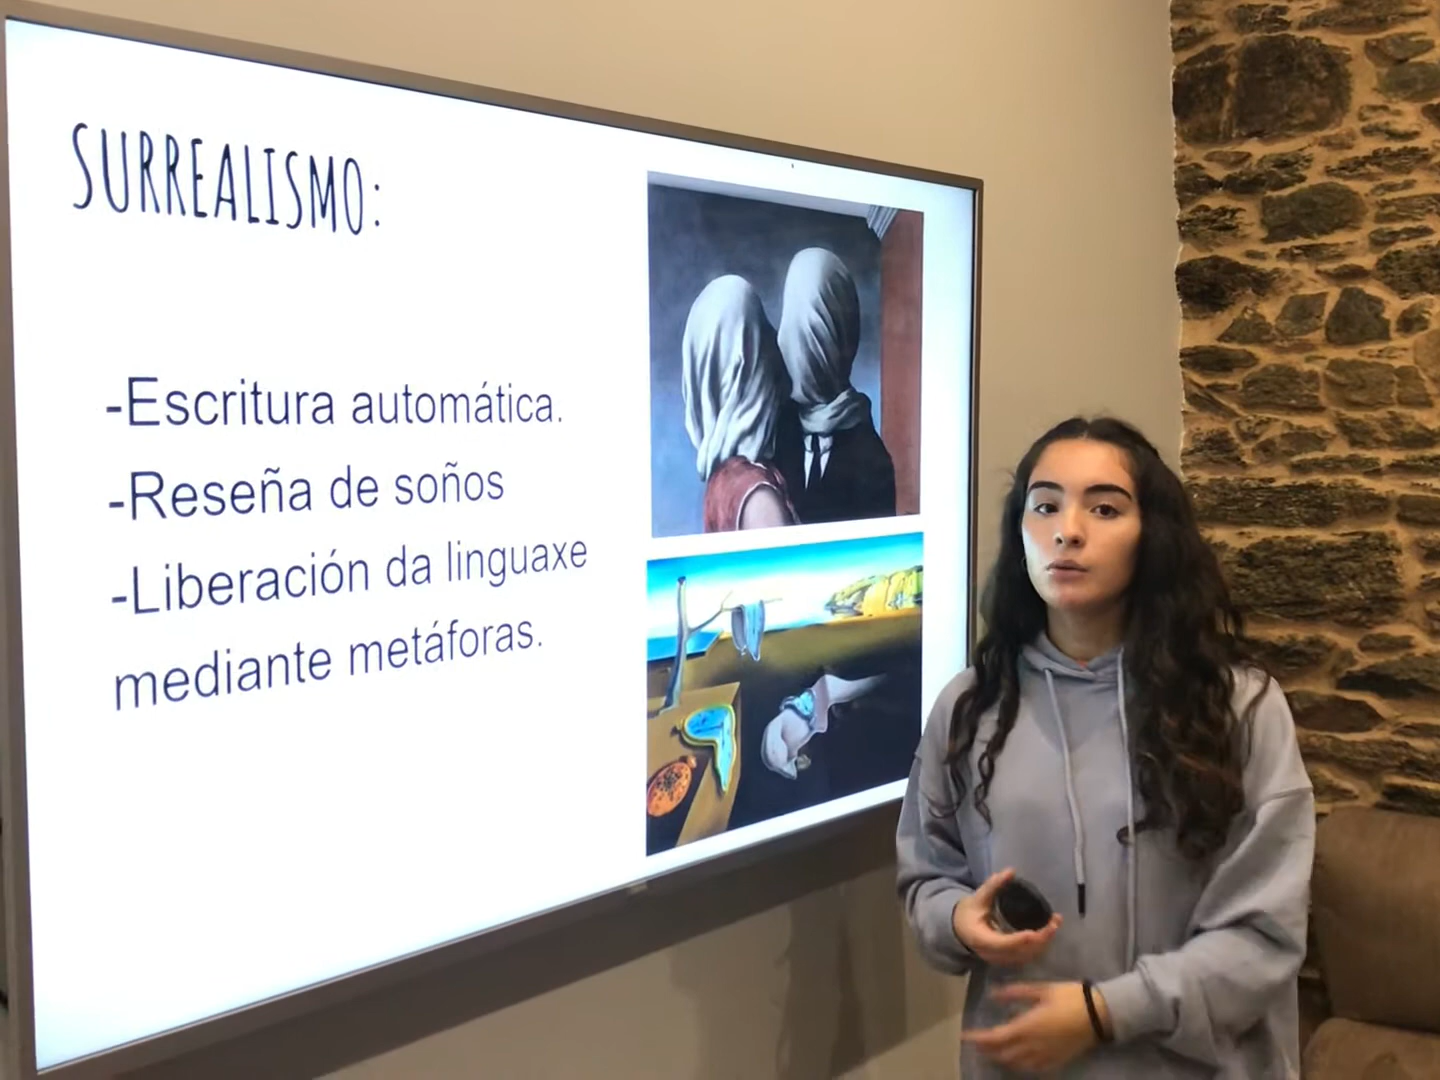 SURREALISMO:
-Escritura automática.
-Reseña de soños
-Liberación da linguaxe
mediante metáforas.